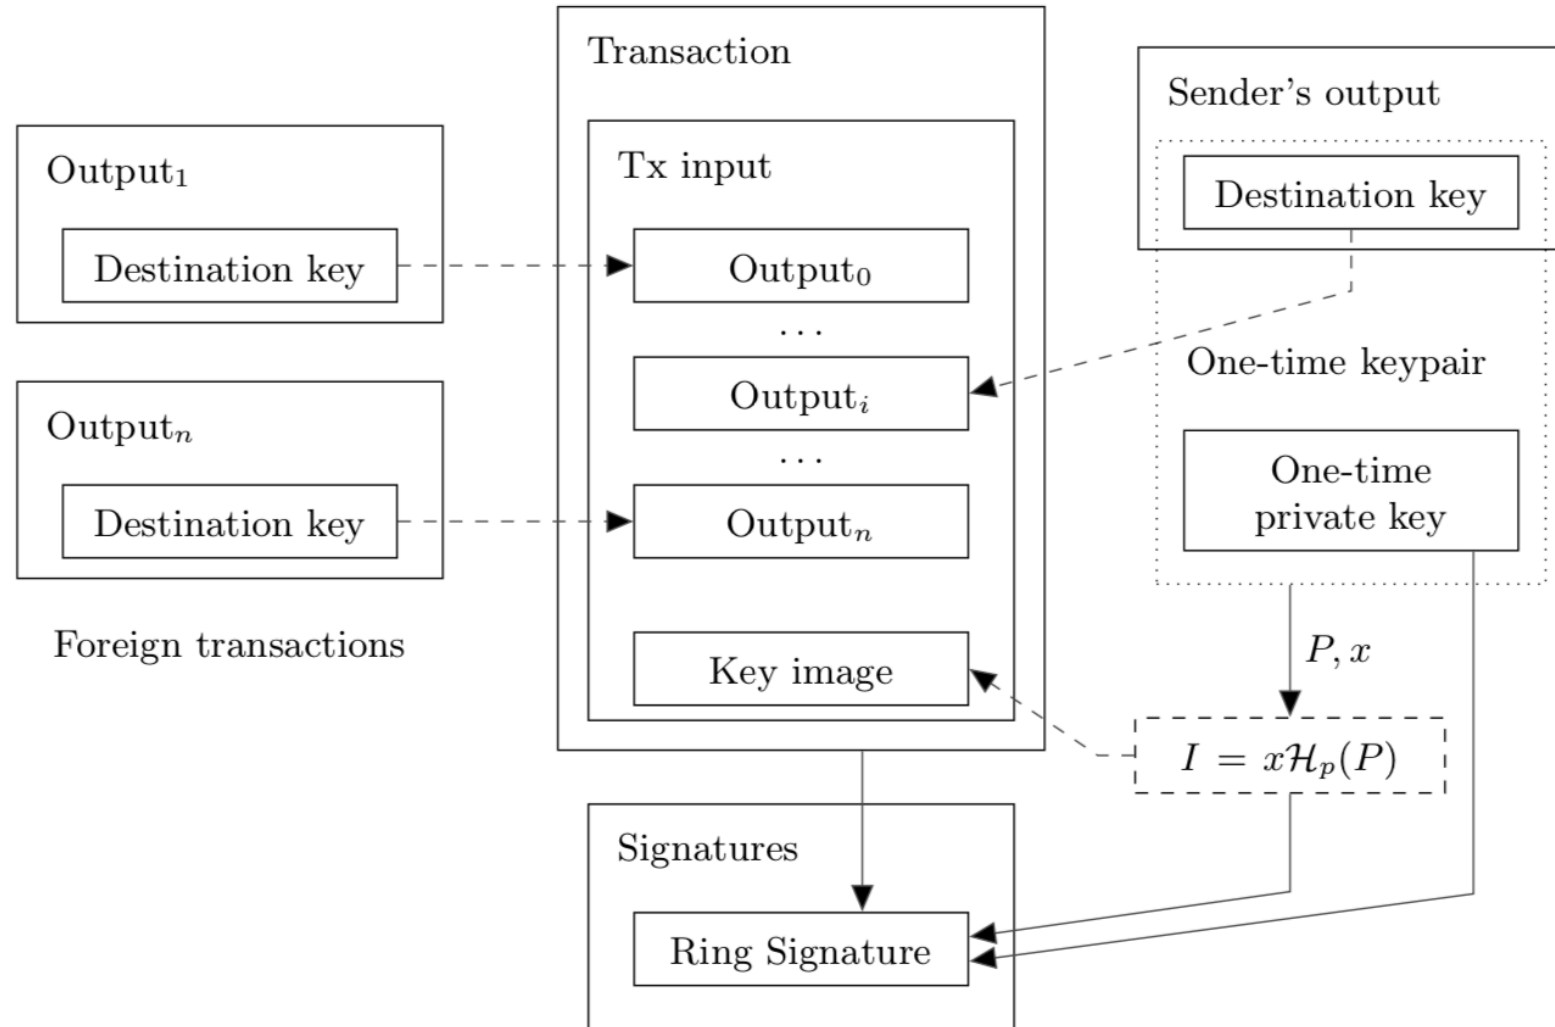 Transaction
Sender's output
Output₁
Tx input
Destination key
Destination key
Output₀
...
Output_i
One-time keypair
Output_n
...
Destination key
Output_n
One-time
private key
Foreign transactions
Key image
P, x
I = xℋ_p(P)
Signatures
Ring Signature